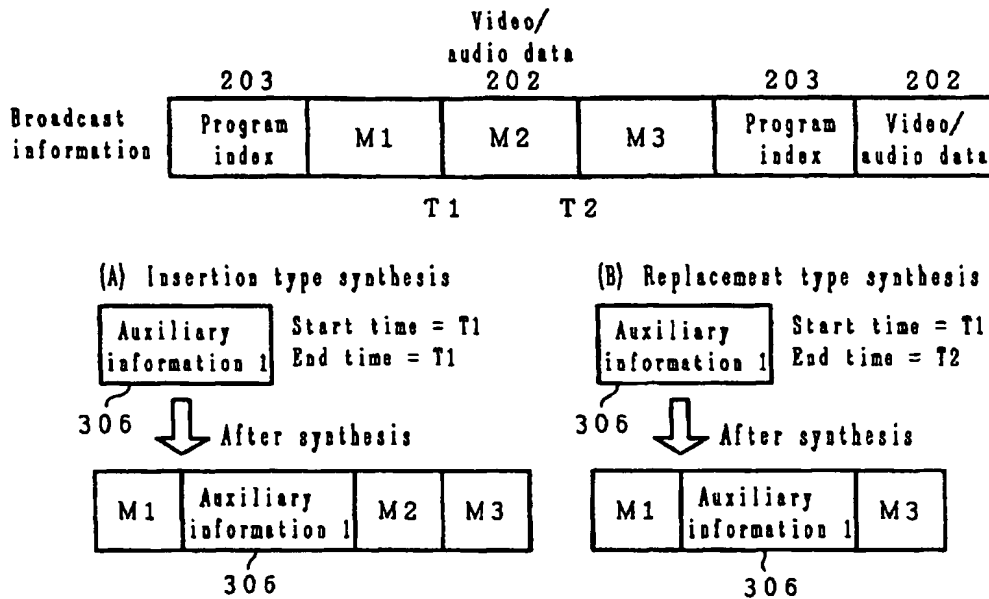 Video/
audio data
203 202 203 202
Broadcast
information
Program
index
M1 M2 M3
Program
index
Video/
audio data
T1 T2
(A) Insertion type synthesis
Auxiliary
information 1
Start time = T1
End time = T1
306
After synthesis
M1
Auxiliary
information 1
M2 M3
306
(B) Replacement type synthesis
Auxiliary
information 1
Start time = T1
End time = T2
306
After synthesis
M1
Auxiliary
information 1
M3
306